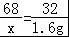 68/x = 32/1.6g